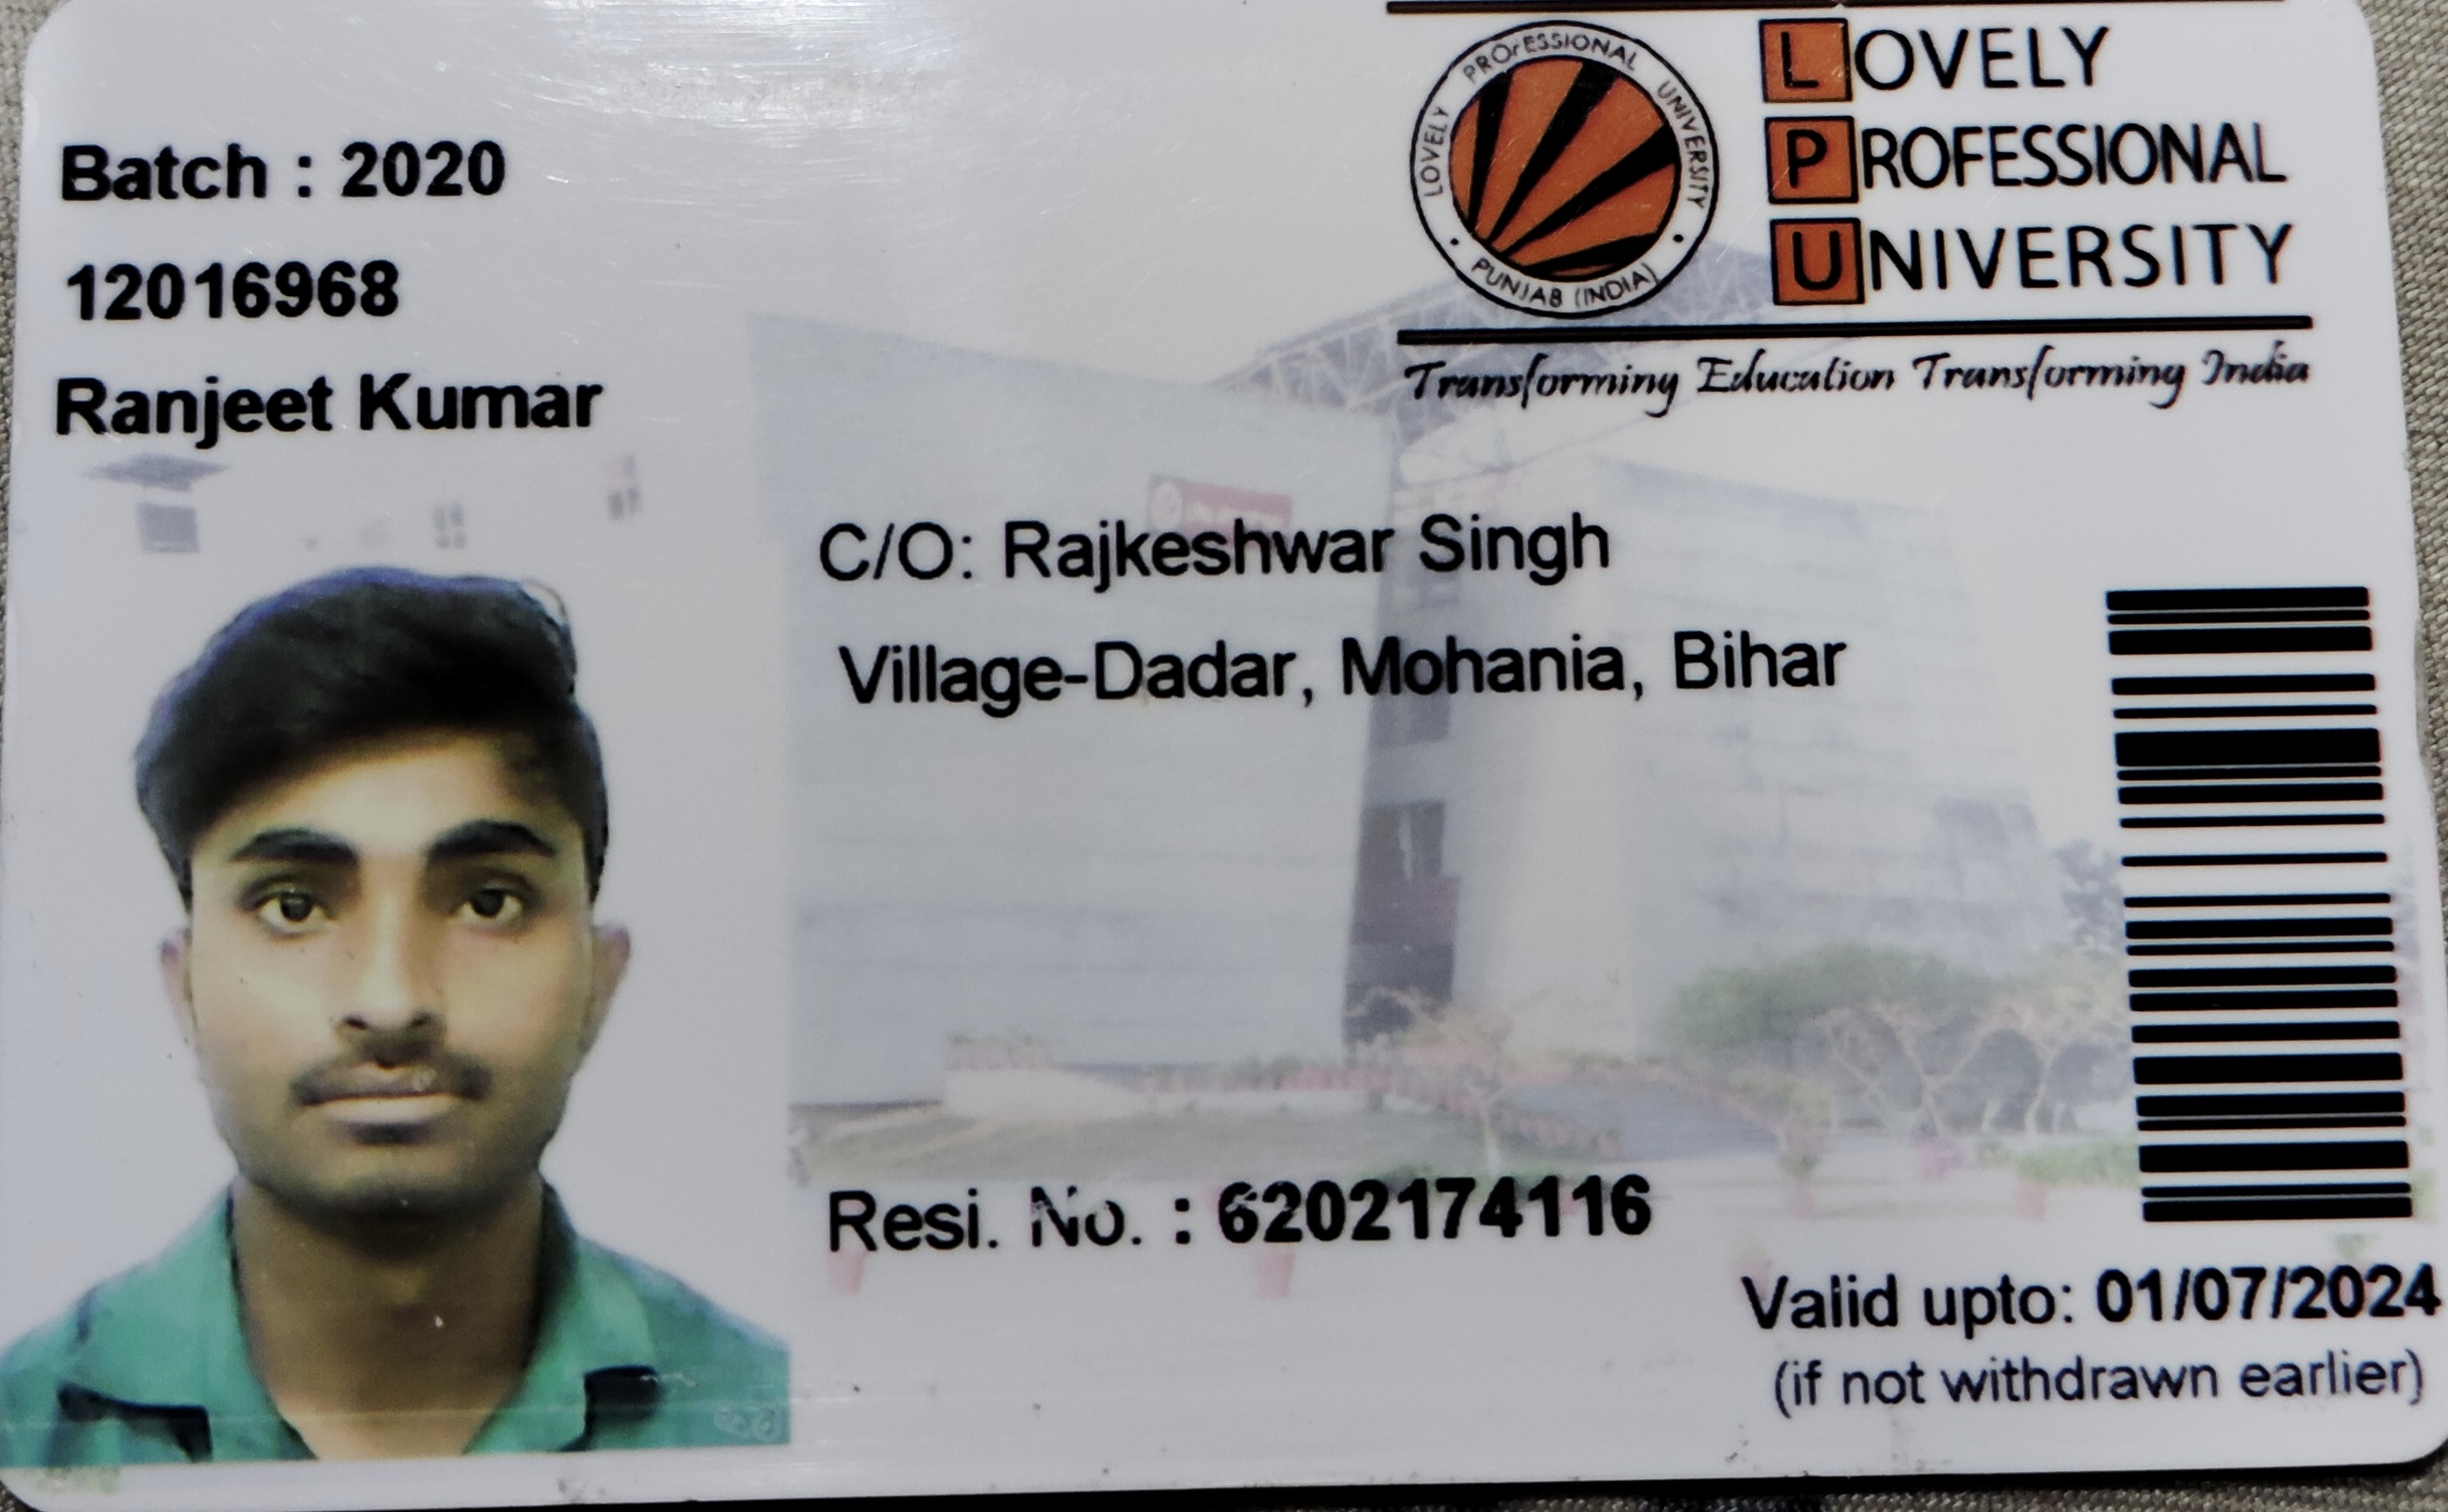 Batch : 2020
12016968
Ranjeet Kumar
LOVELY PROFESSIONAL UNIVERSITY
PUNJAB (INDIA)
LOVELY
PROFESSIONAL
UNIVERSITY
Transforming Education Transforming India
C/O: Rajkeshwar Singh
Village-Dadar, Mohania, Bihar
Resi. No. : 6202174116
Valid upto: 01/07/2024
(if not withdrawn earlier)